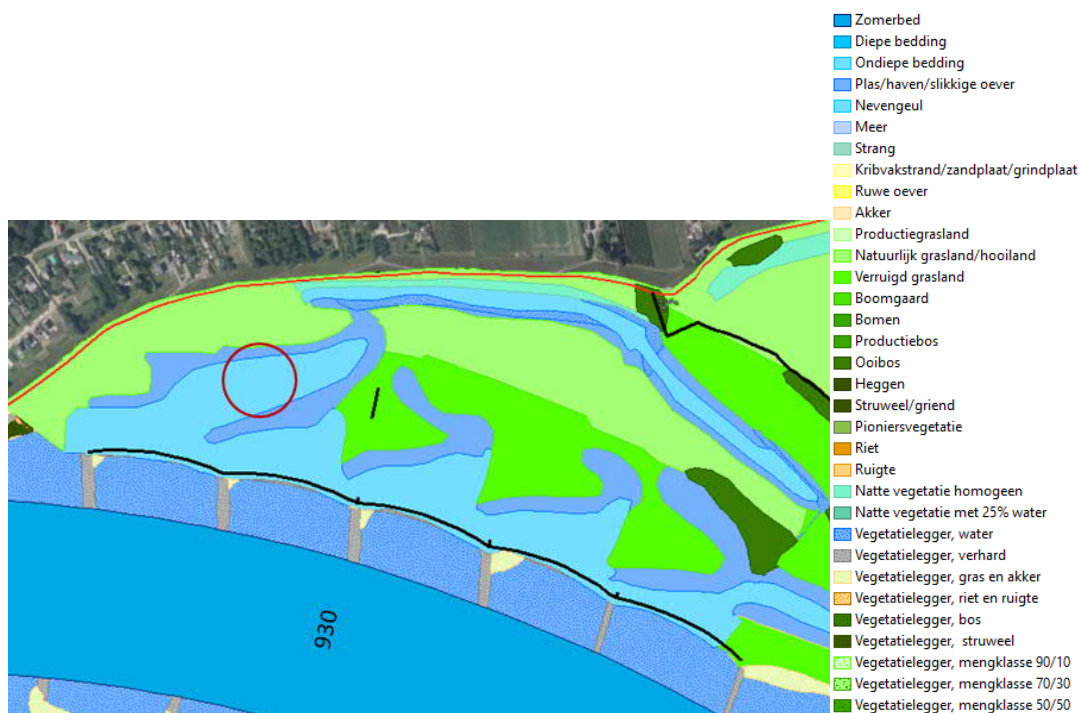 Zomerbed
Diepe bedding
Ondiepe bedding
Plas/haven/slikkige oever
Nevengeul
Meer
Strang
Kribvakstrand/zandplaat/grindplaat
Ruwe oever
Akker
Productiegrasland
Natuurlijk grasland/hooiland
Verruigd grasland
Boomgaard
Bomen
Productiebos
Ooibos
Heggen
Struweel/griend
Pioniersvegetatie
Riet
Ruigte
Natte vegetatie homogeen
Natte vegetatie met 25% water
Vegetatielegger, water
Vegetatielegger, verhard
Vegetatielegger, gras en akker
Vegetatielegger, riet en ruigte
Vegetatielegger, bos
Vegetatielegger, struweel
Vegetatielegger, mengklasse 90/10
Vegetatielegger, mengklasse 70/30
Vegetatielegger, mengklasse 50/50
930